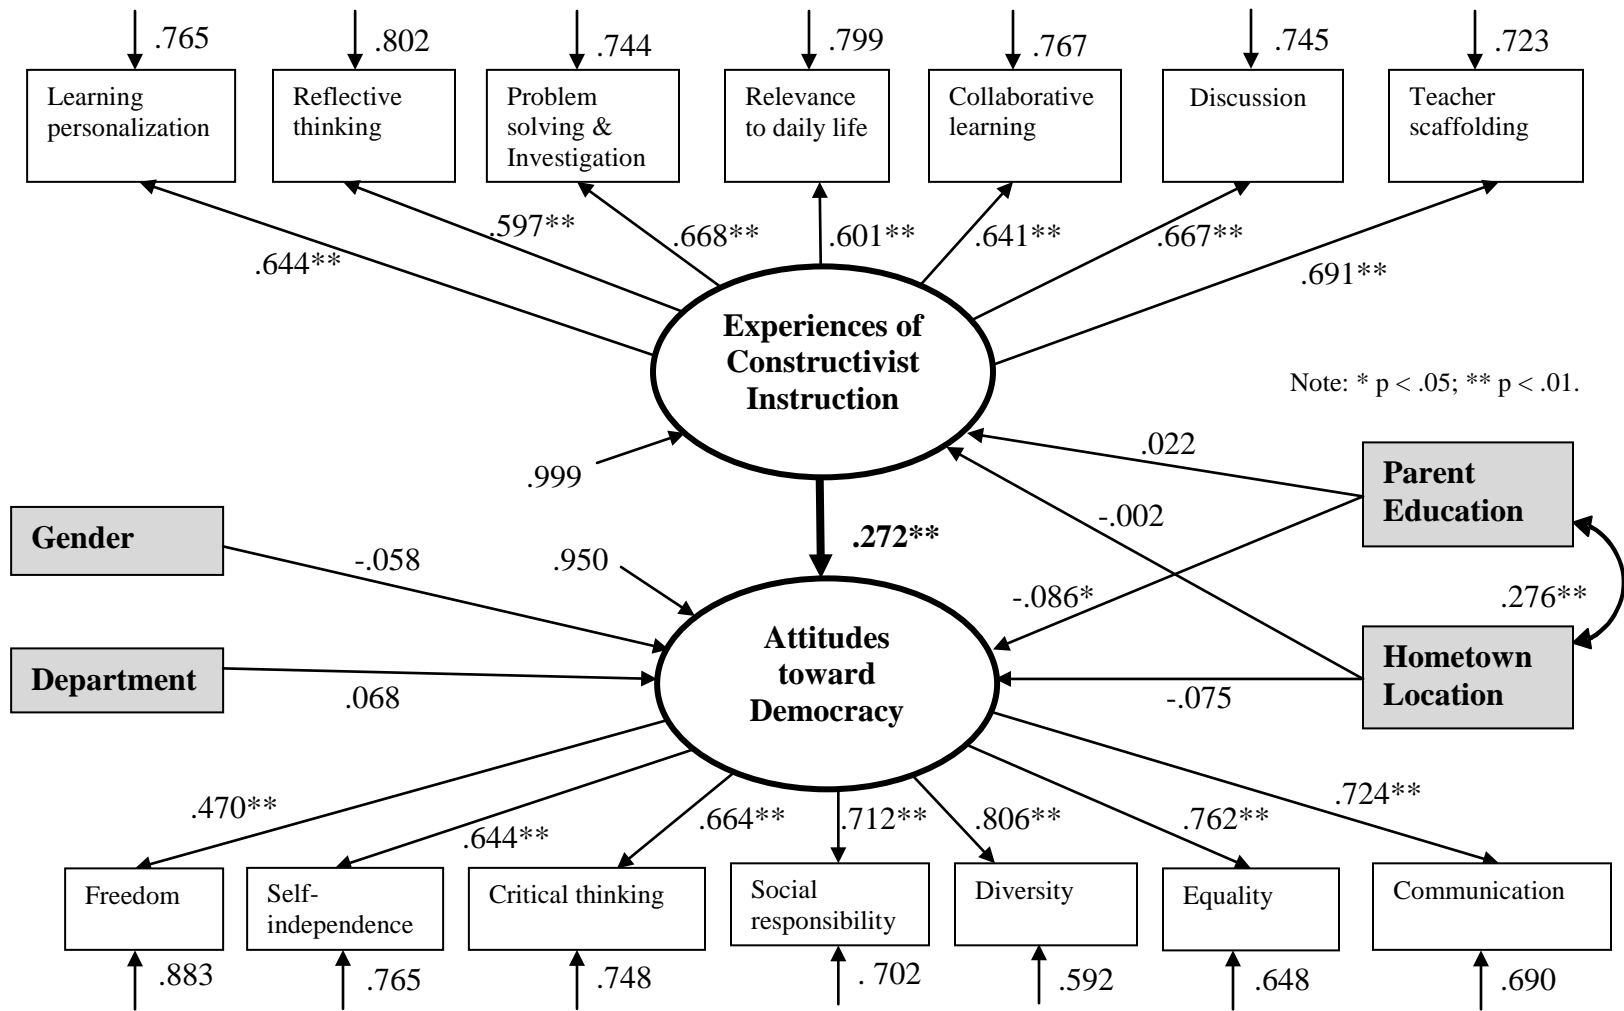 .765
.802
.744
.799
.767
.745
.723
Learning
personalization
Reflective
thinking
Problem
solving &
Investigation
Relevance
to daily life
Collaborative
learning
Discussion
Teacher
scaffolding
.644**
.597**
.668**
.601**
.641**
.667**
.691**
Experiences of
Constructivist
Instruction
Note: * p < .05; ** p < .01.
.999
.022
Parent
Education
-.002
Gender
-.058
.950
.272**
-.086*
.276**
Department
.068
Attitudes
toward
Democracy
-.075
Hometown
Location
.470**
.644**
.664**
.712**
.806**
.762**
.724**
Freedom
Self-
independence
Critical thinking
Social
responsibility
Diversity
Equality
Communication
.883
.765
.748
. 702
.592
.648
.690